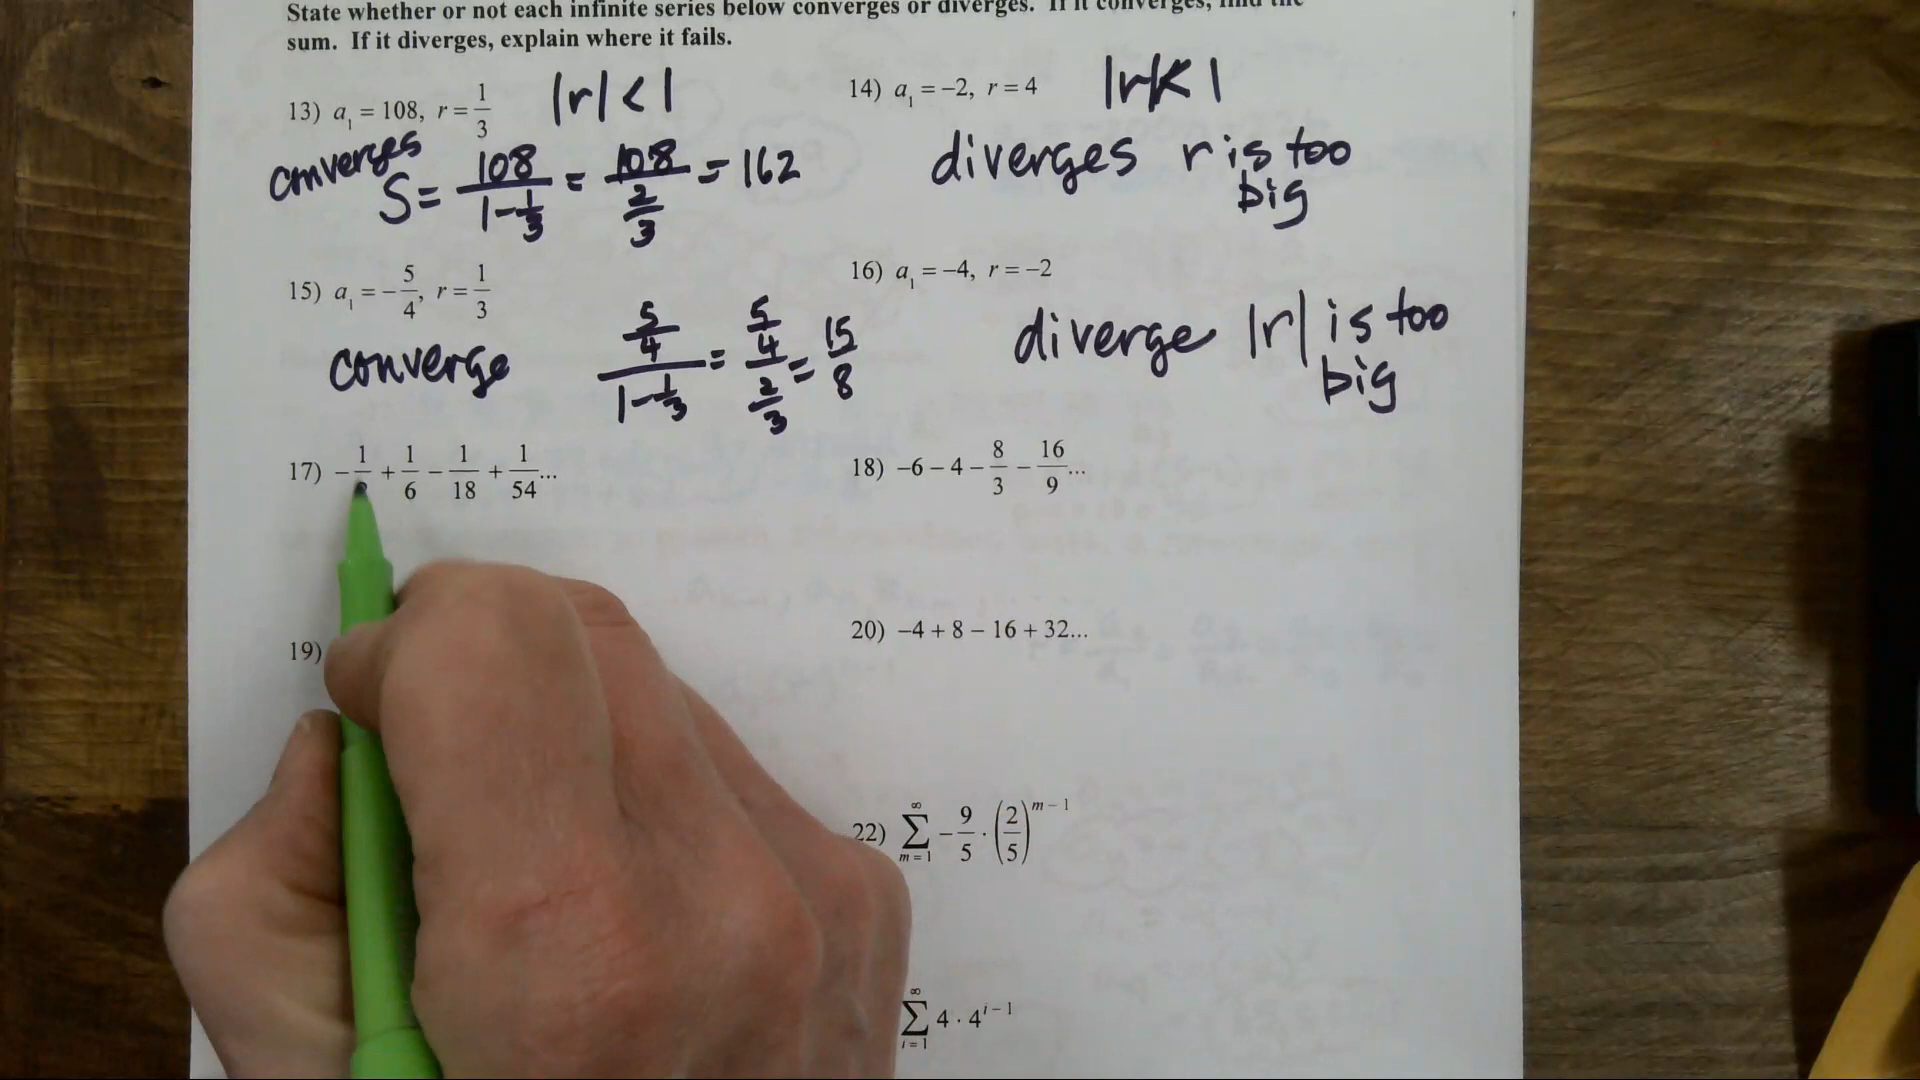 State whether or not each infinite series below converges or diverges. If it converges, find the
sum. If it diverges, explain where it fails.
13) a₁ = 108, r = 1/3 |r| < 1
converges S = 108/(1 - 1/3) = 108/(2/3) = 162
14) a₁ = −2, r = 4 |r| < 1
diverges r is too
big
15) a₁ = −5/4, r = 1/3
converge (5/4)/(1 - 1/3) = (5/4)/(2/3) = 15/8
16) a₁ = −4, r = −2
diverge |r| is too
big
17) −1/ + 1/6 − 1/18 + 1/54...
18) −6 − 4 − 8/3 − 16/9...
19)
20) −4 + 8 − 16 + 32...
22) ∞ ∑ m = 1 −9/5 · (2/5)^(m − 1)
∞ ∑ i = 1 4 · 4^(i − 1)